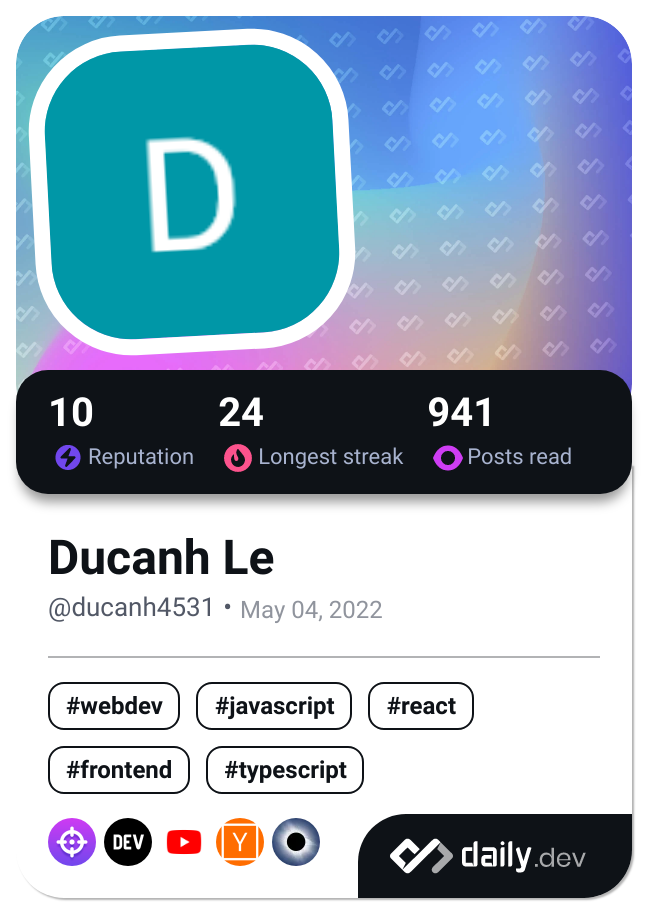 D
10 24 941
Reputation Longest streak Posts read
Ducanh Le
@ducanh4531 • May 04, 2022
#webdev #javascript #react
#frontend #typescript
DEV Y daily.dev